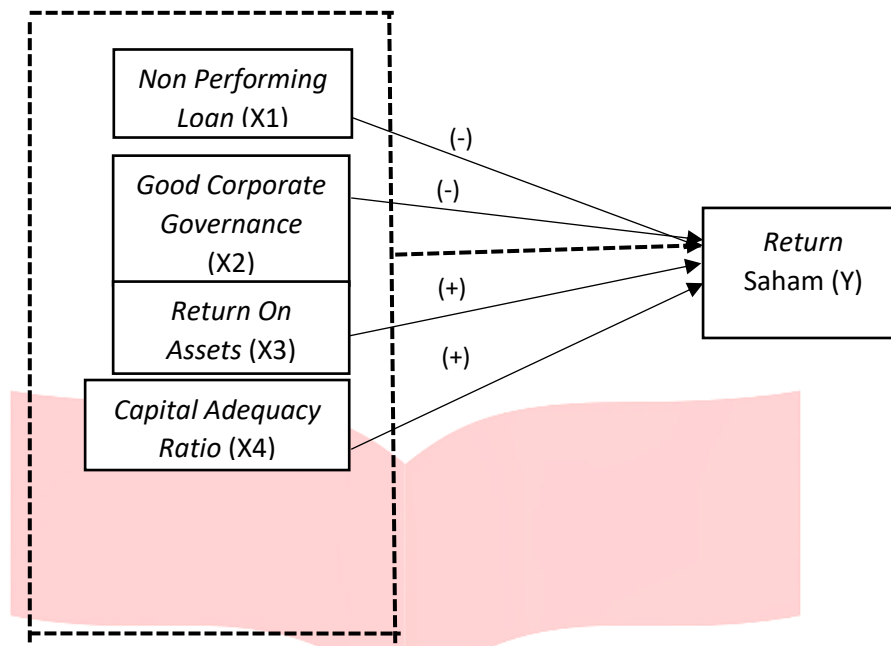 Non Performing
Loan (X1)
(-)
Good Corporate
Governance
(X2)
(-)
Return On
Assets (X3)
(+)
Capital Adequacy
Ratio (X4)
(+)
Return
Saham (Y)